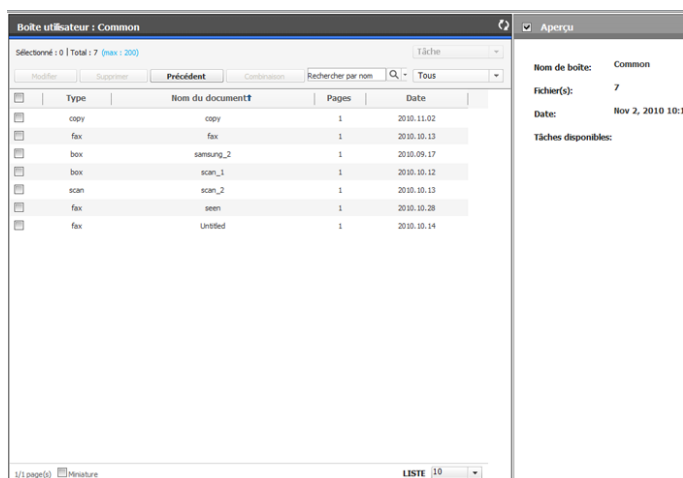 Boîte utilisateur : Common
Sélectionné : 0 | Total : 7 (max : 200)
Tâche
Modifier Supprimer Précédent Combinaison Rechercher par nom Tous
Type Nom du document Pages Date
copy copy 1 2010.11.02
fax fax 1 2010.10.13
box samsung_2 1 2010.09.17
box scan_1 1 2010.10.12
scan scan_2 1 2010.10.13
fax seen 1 2010.10.28
fax Untitled 1 2010.10.14
1/1 page(s) Miniature LISTE 10
Aperçu
Nom de boîte: Common
Fichier(s): 7
Date: Nov 2, 2010 10:1
Tâches disponibles: